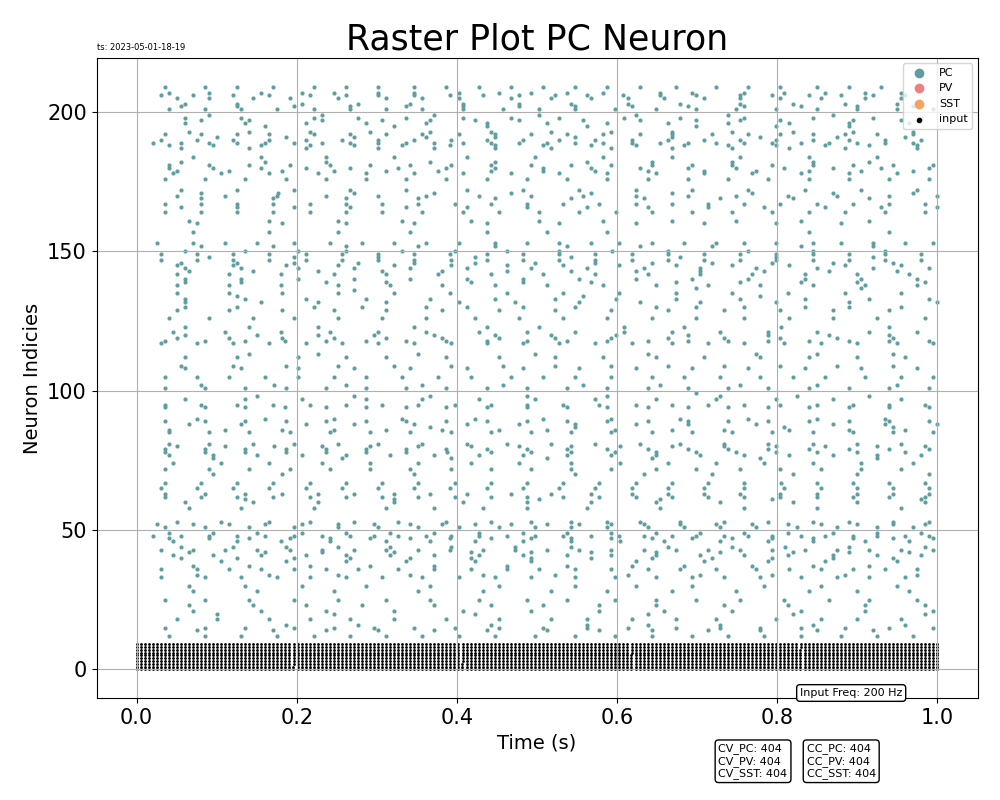 Raster Plot PC Neuron
ts: 2023-05-01-18-19
PC
PV
SST
input
200
150
100
50
0
Neuron Indicies
Input Freq: 200 Hz
0.0 0.2 0.4 0.6 0.8 1.0
Time (s)
CV_PC: 404
CV_PV: 404
CV_SST: 404
CC_PC: 404
CC_PV: 404
CC_SST: 404